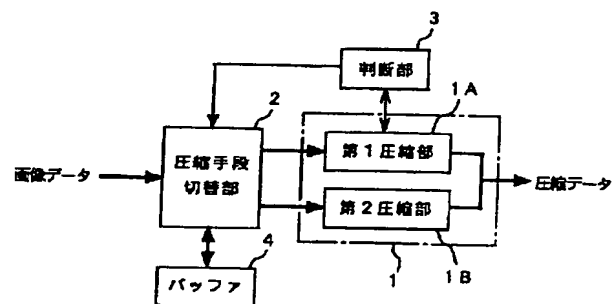 3
判断部
2
1A
圧縮手段
切替部
第1圧縮部
画像データ
圧縮データ
第2圧縮部
4
1
1B
バッファ